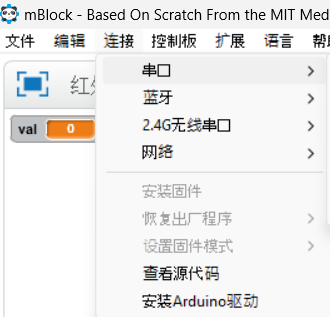 mBlock - Based On Scratch From the MIT Med
文件 编辑 连接 控制板 扩展 语言
红
val 0
串口
蓝牙
2.4G无线串口
网络
安装固件
恢复出厂程序
设置固件模式
查看源代码
安装Arduino驱动